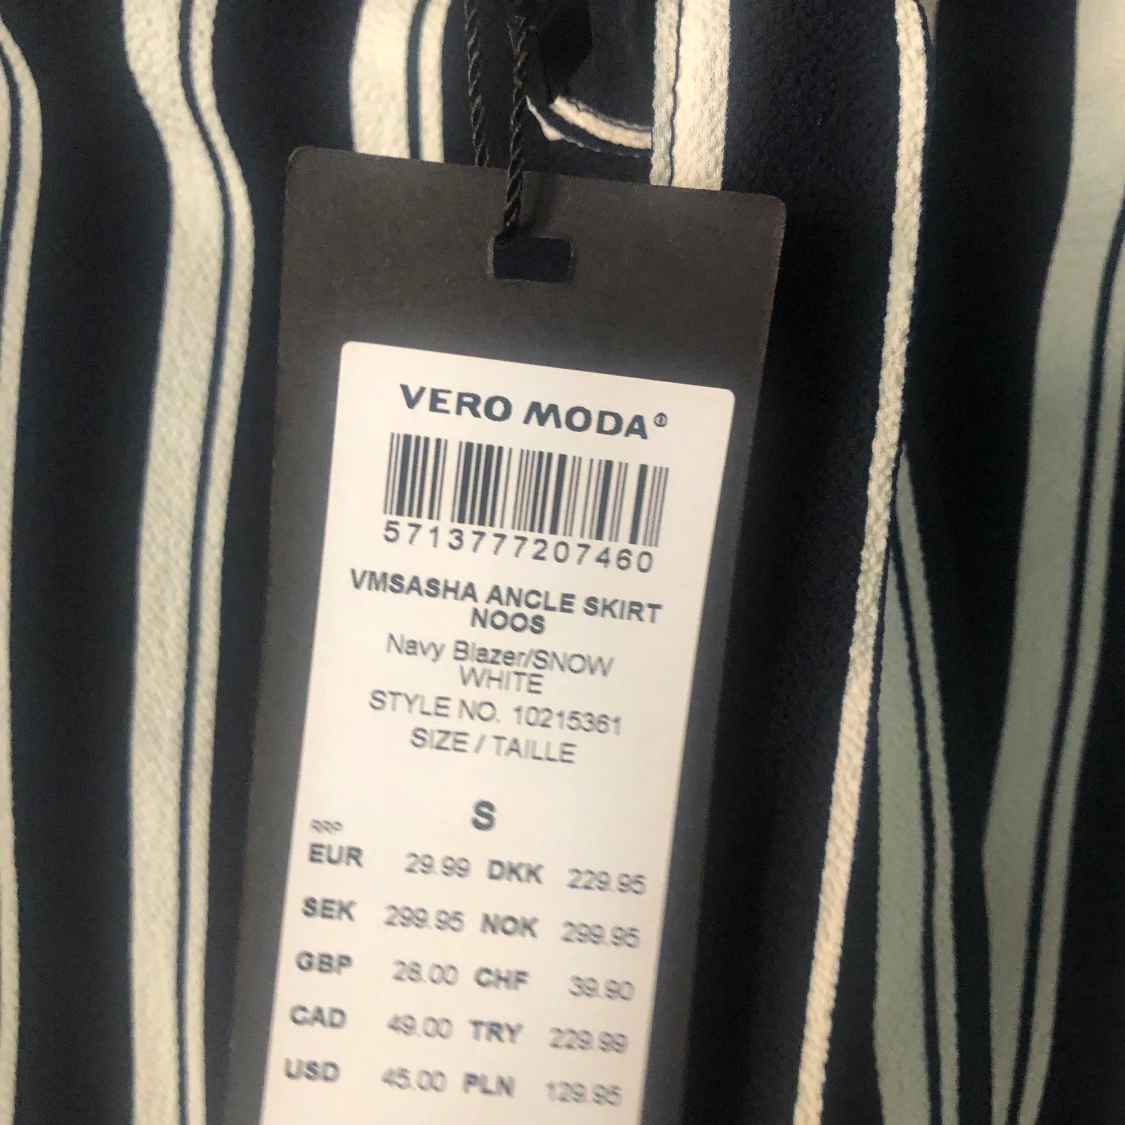 VERO MODA®
5713777207460
VMSASHA ANCLE SKIRT
NOOS
Navy Blazer/SNOW
WHITE
STYLE NO. 10215361
SIZE / TAILLE
S
RRP
EUR 29.99 DKK 229.95
SEK 299.95 NOK 299.95
GBP 28.00 CHF 39.90
CAD 49.00 TRY 229.99
USD 45.00 PLN 129.95